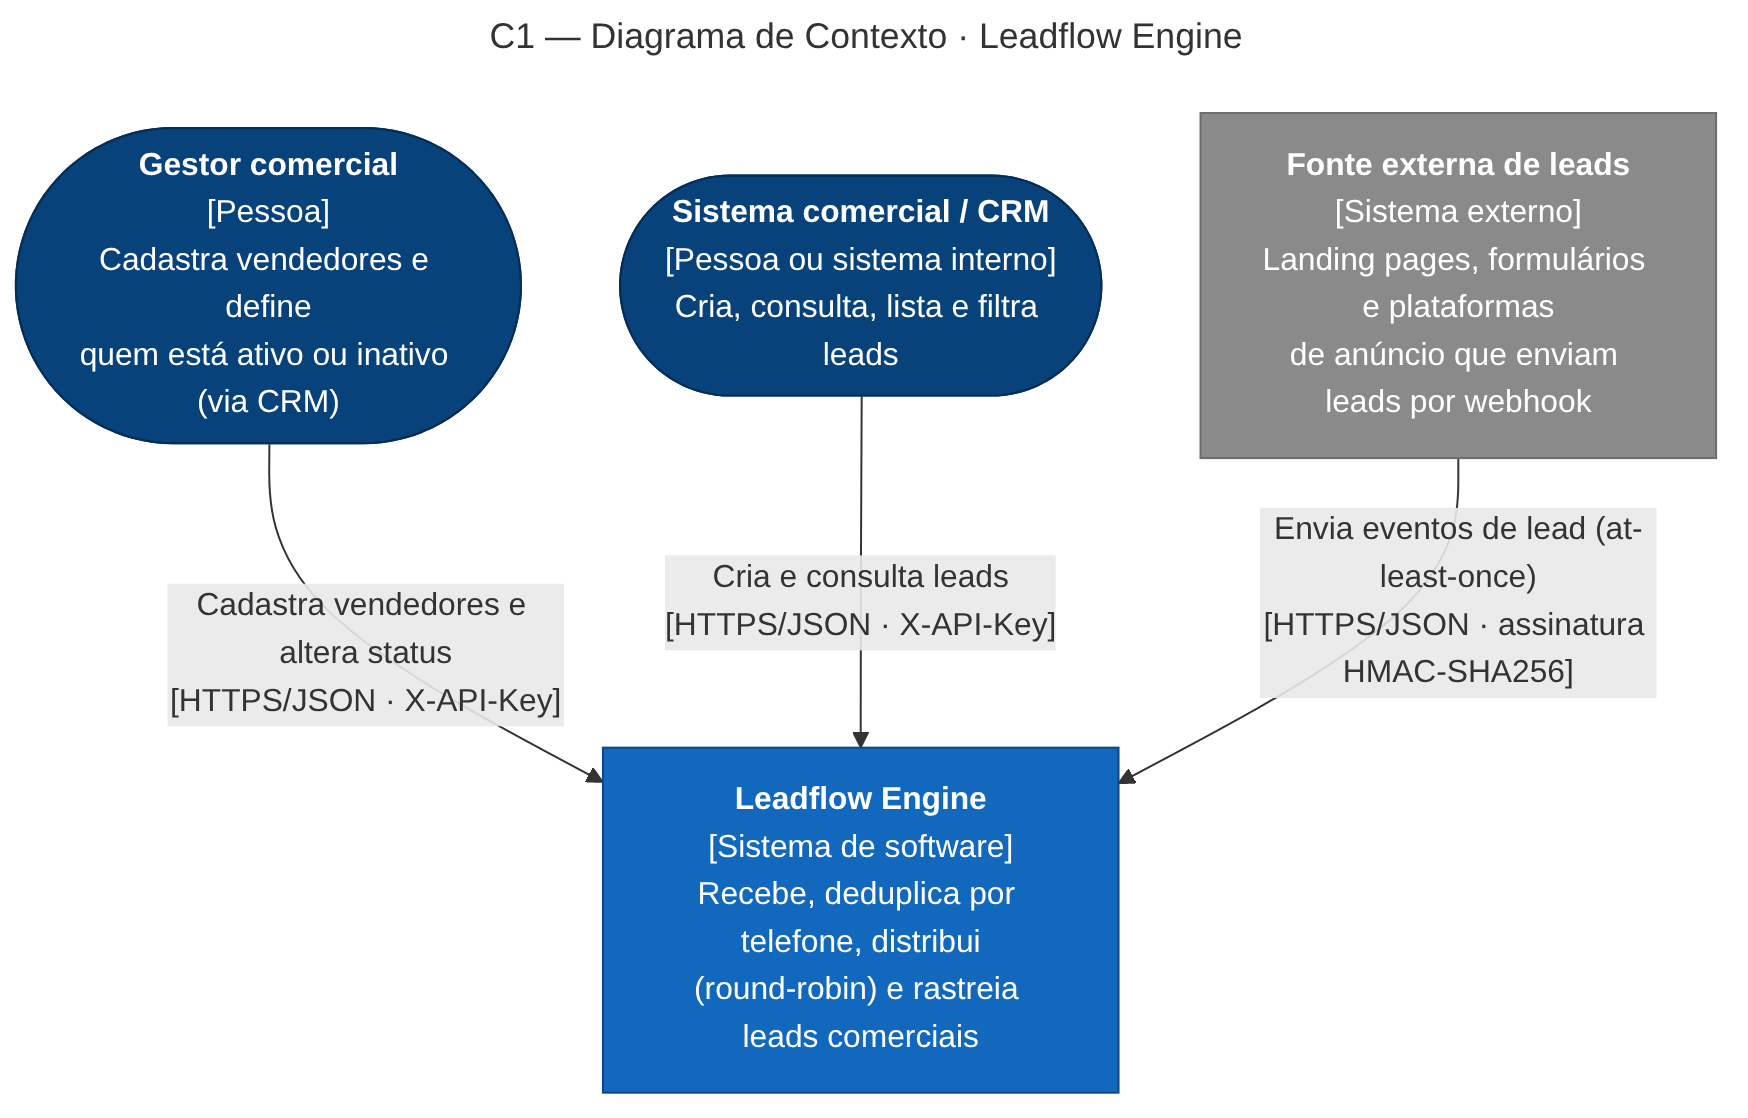 C1 — Diagrama de Contexto · Leadflow Engine
Gestor comercial
[Pessoa]
Cadastra vendedores e
define
quem está ativo ou inativo
(via CRM)
Sistema comercial / CRM
[Pessoa ou sistema interno]
Cria, consulta, lista e filtra
leads
Fonte externa de leads
[Sistema externo]
Landing pages, formulários
e plataformas
de anúncio que enviam
leads por webhook
Cadastra vendedores e
altera status
[HTTPS/JSON · X-API-Key]
Cria e consulta leads
[HTTPS/JSON · X-API-Key]
Envia eventos de lead (at-
least-once)
[HTTPS/JSON · assinatura
HMAC-SHA256]
Leadflow Engine
[Sistema de software]
Recebe, deduplica por
telefone, distribui
(round-robin) e rastreia
leads comerciais